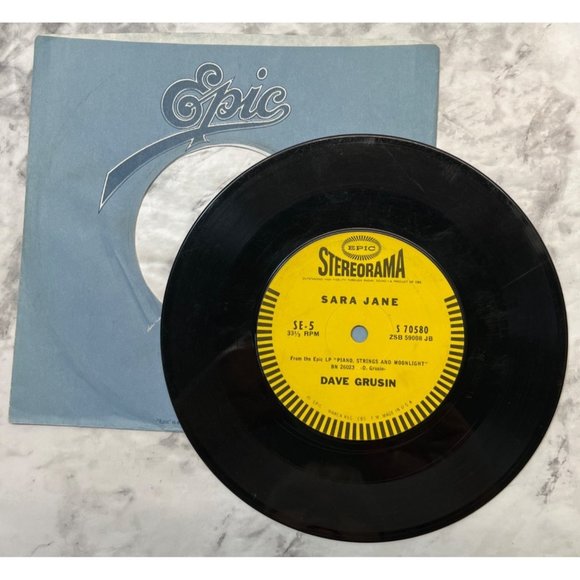 Epic
EPIC
STEREORAMA
SARA JANE
SE-5
33⅓ RPM
S 70580
ZSB 59008 JB
From the Epic LP "PIANO, STRINGS AND MOONLIGHT"
BN 26023 -D. Grusin-
DAVE GRUSIN